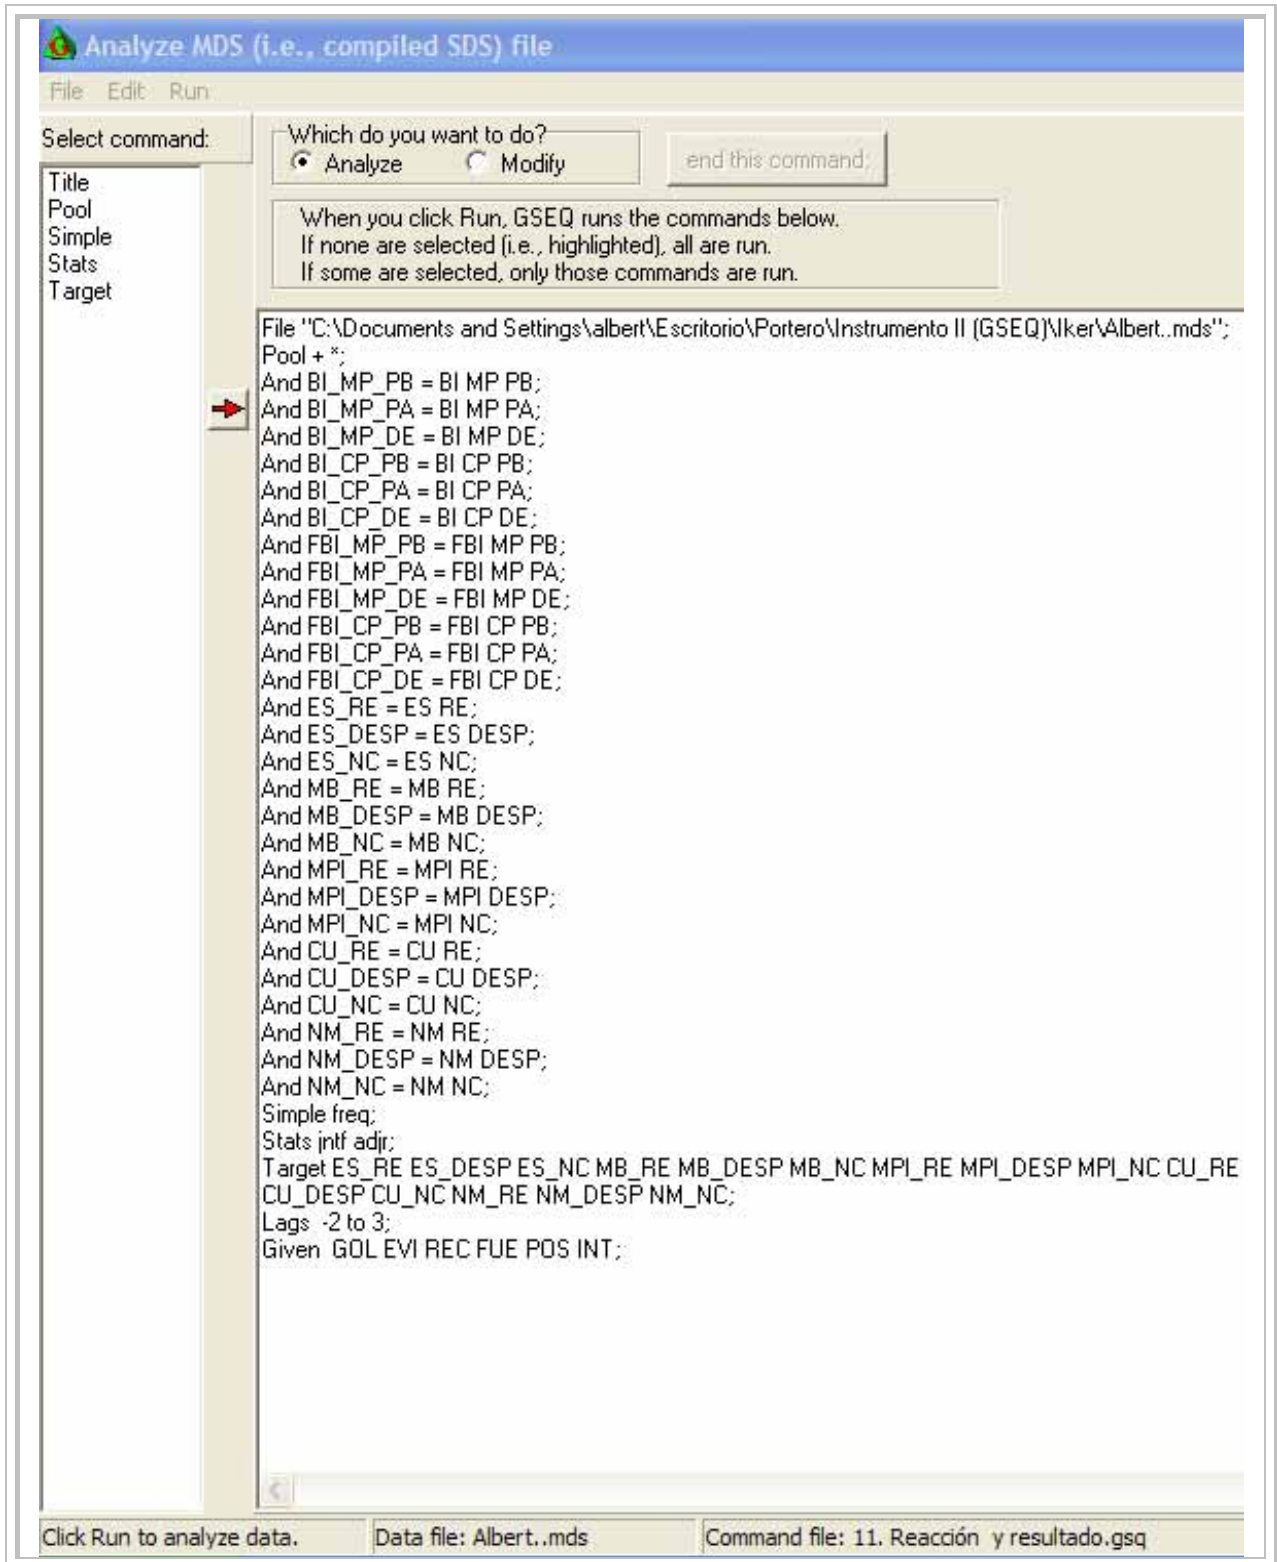 Analyze MDS (i.e., compiled SDS) file
File Edit Run
Select command:
Title
Pool
Simple
Stats
Target
Which do you want to do?
Analyze Modify
end this command;
When you click Run, GSEQ runs the commands below.
If none are selected (i.e., highlighted), all are run.
If some are selected, only those commands are run.
File "C:\Documents and Settings\albert\Escritorio\Portero\Instrumento II (GSEQ)\Iker\Albert..mds";
Pool + *;
And BI_MP_PB = BI MP PB;
And BI_MP_PA = BI MP PA;
And BI_MP_DE = BI MP DE;
And BI_CP_PB = BI CP PB;
And BI_CP_PA = BI CP PA;
And BI_CP_DE = BI CP DE;
And FBI_MP_PB = FBI MP PB;
And FBI_MP_PA = FBI MP PA;
And FBI_MP_DE = FBI MP DE;
And FBI_CP_PB = FBI CP PB;
And FBI_CP_PA = FBI CP PA;
And FBI_CP_DE = FBI CP DE;
And ES_RE = ES RE;
And ES_DESP = ES DESP;
And ES_NC = ES NC;
And MB_RE = MB RE;
And MB_DESP = MB DESP;
And MB_NC = MB NC;
And MPI_RE = MPI RE;
And MPI_DESP = MPI DESP;
And MPI_NC = MPI NC;
And CU_RE = CU RE;
And CU_DESP = CU DESP;
And CU_NC = CU NC;
And NM_RE = NM RE;
And NM_DESP = NM DESP;
And NM_NC = NM NC;
Simple freq;
Stats jntf adjr;
Target ES_RE ES_DESP ES_NC MB_RE MB_DESP MB_NC MPI_RE MPI_DESP MPI_NC CU_RE
CU_DESP CU_NC NM_RE NM_DESP NM_NC;
Lags -2 to 3;
Given GOL EVI REC FUE POS INT;
Click Run to analyze data.
Data file: Albert..mds
Command file: 11. Reacción y resultado.gsq